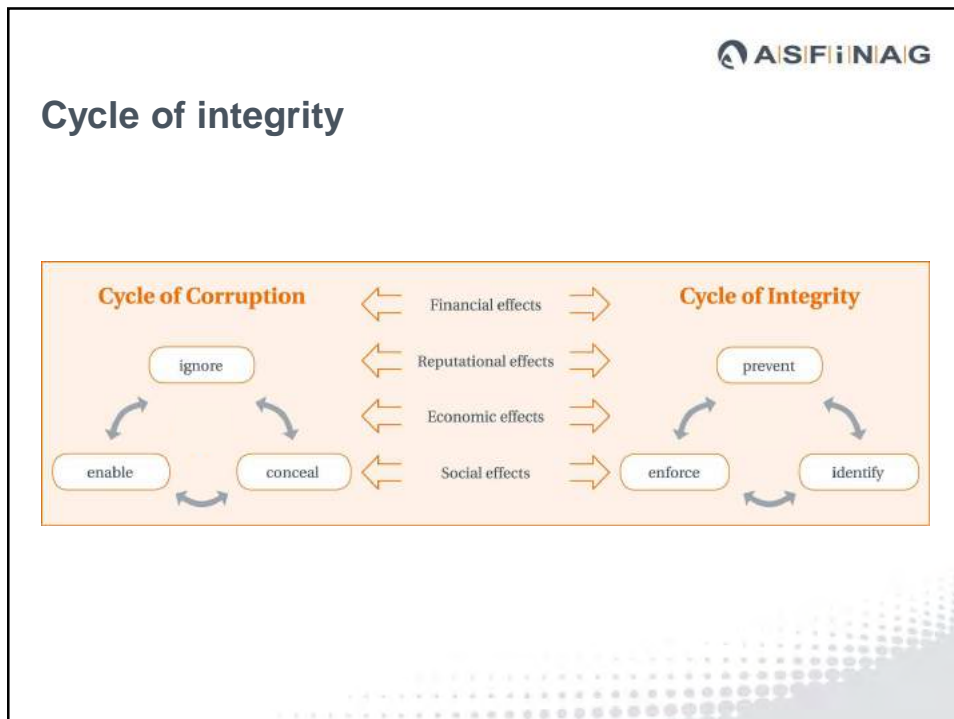 A|S|F|i|N|A|G
Cycle of integrity
Cycle of Corruption
Financial effects
Cycle of Integrity
ignore
Reputational effects
prevent
Economic effects
enable
conceal
Social effects
enforce
identify